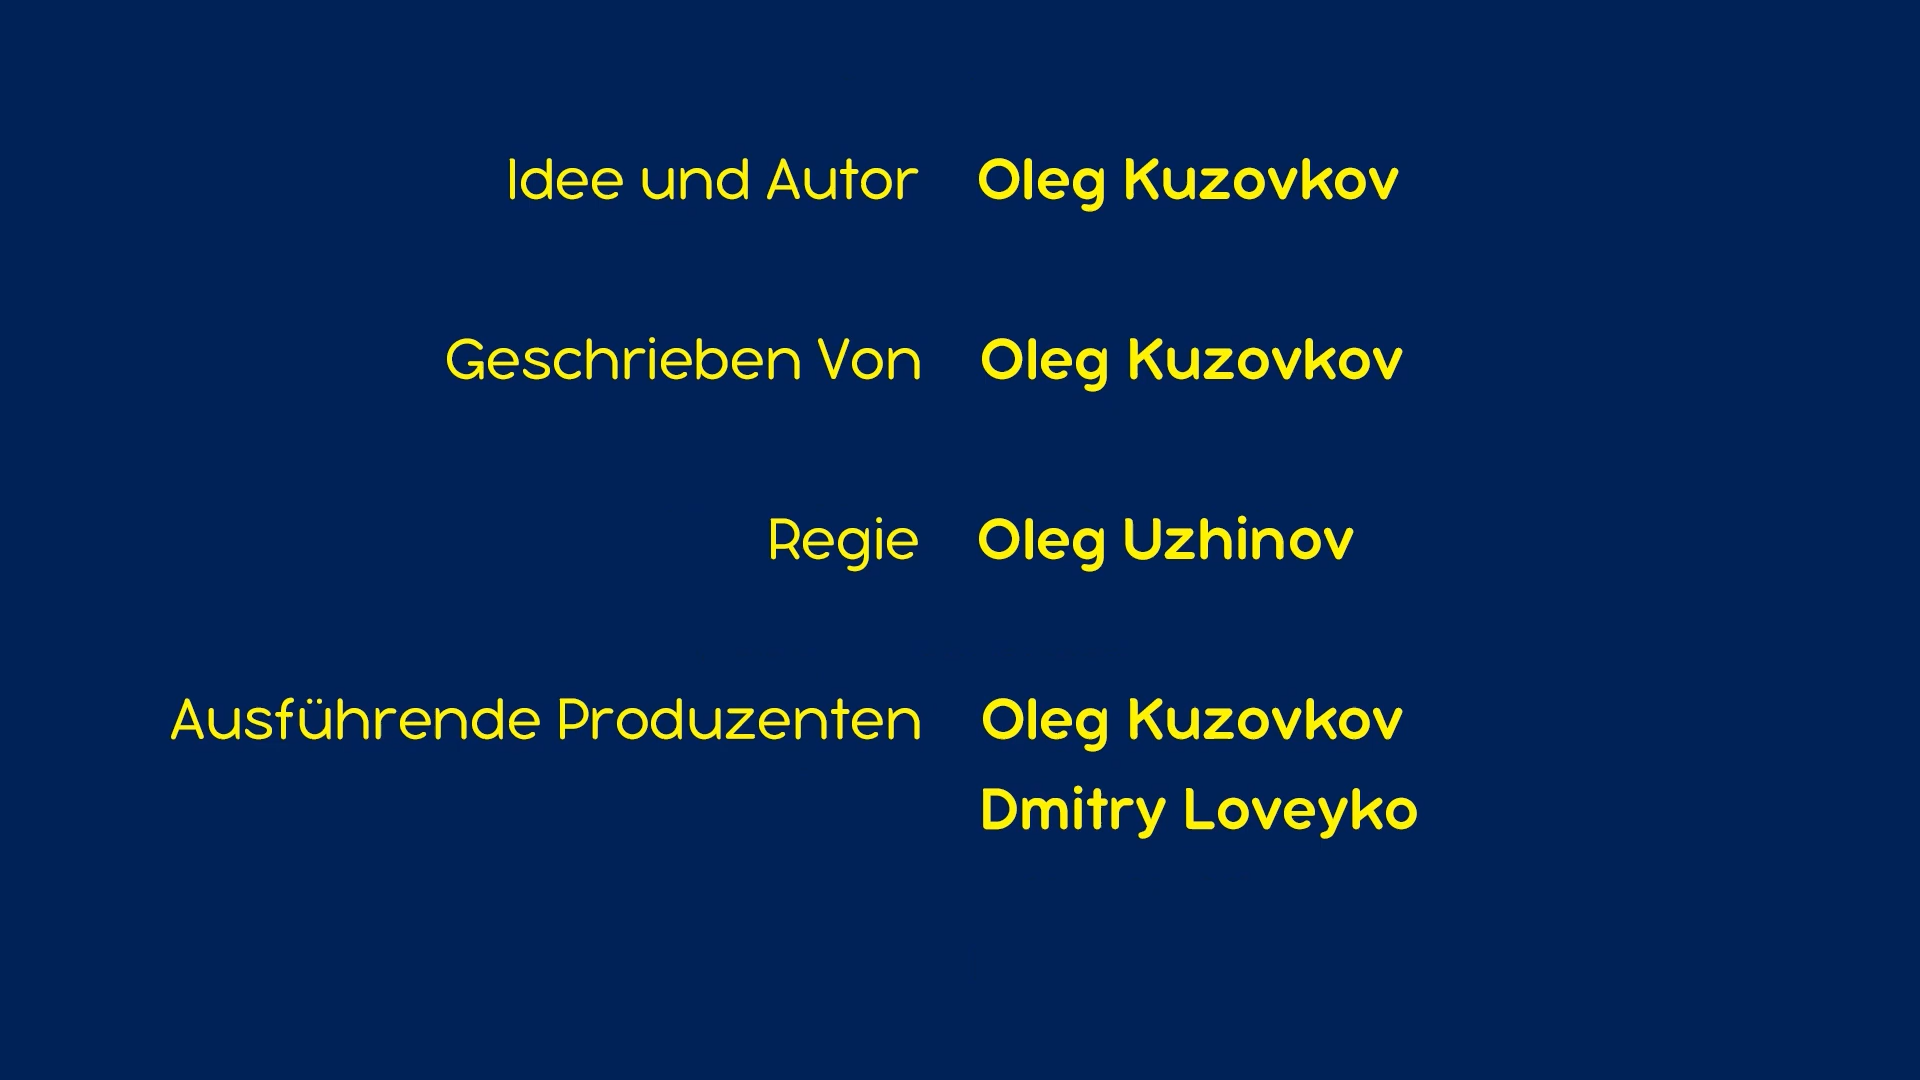 Idee und Autor Oleg Kuzovkov
Geschrieben Von Oleg Kuzovkov
Regie Oleg Uzhinov
Ausführende Produzenten Oleg Kuzovkov
Dmitry Loveyko